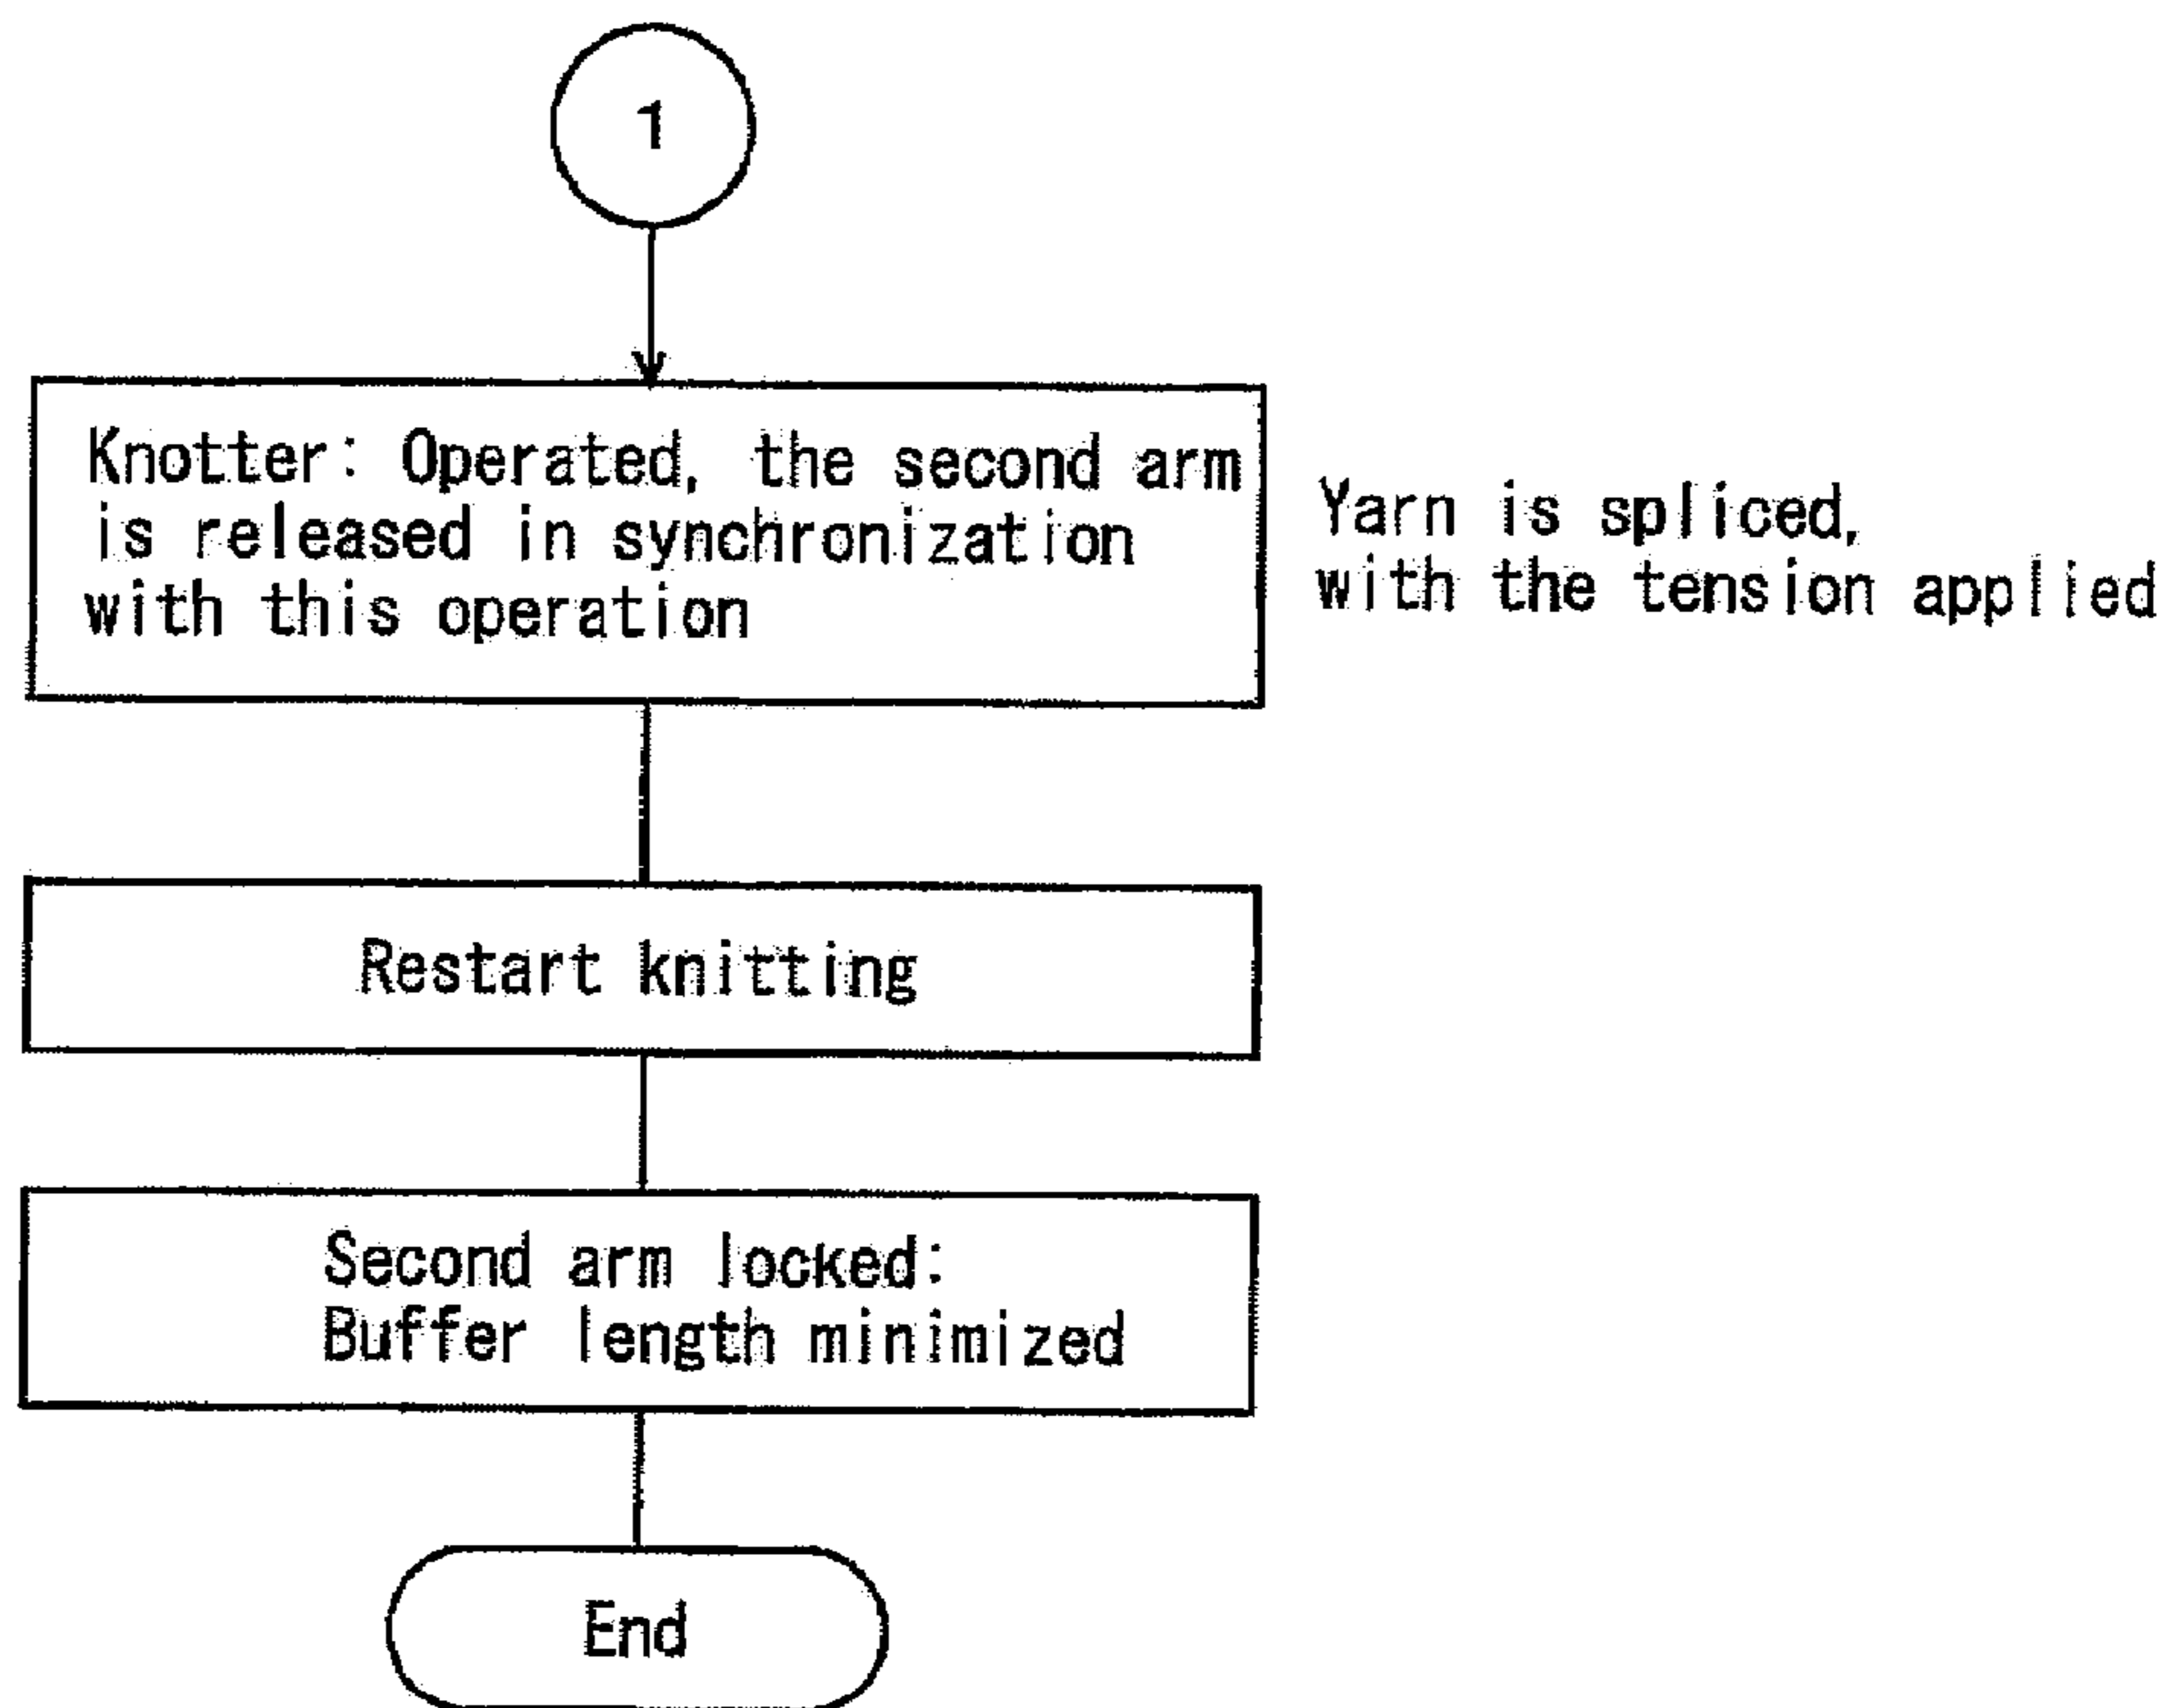 1
Knotter: Operated, the second arm
is released in synchronization
with this operation
Yarn is spliced,
with the tension applied
Restart knitting
Second arm locked:
Buffer length minimized
End